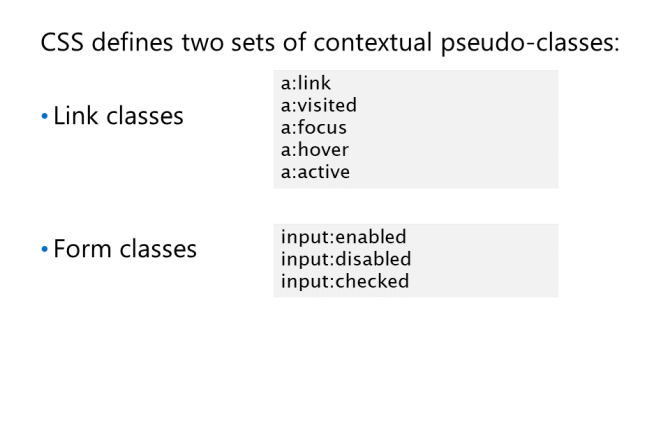 CSS defines two sets of contextual pseudo-classes:
• Link classes
a:link
a:visited
a:focus
a:hover
a:active
• Form classes
input:enabled
input:disabled
input:checked